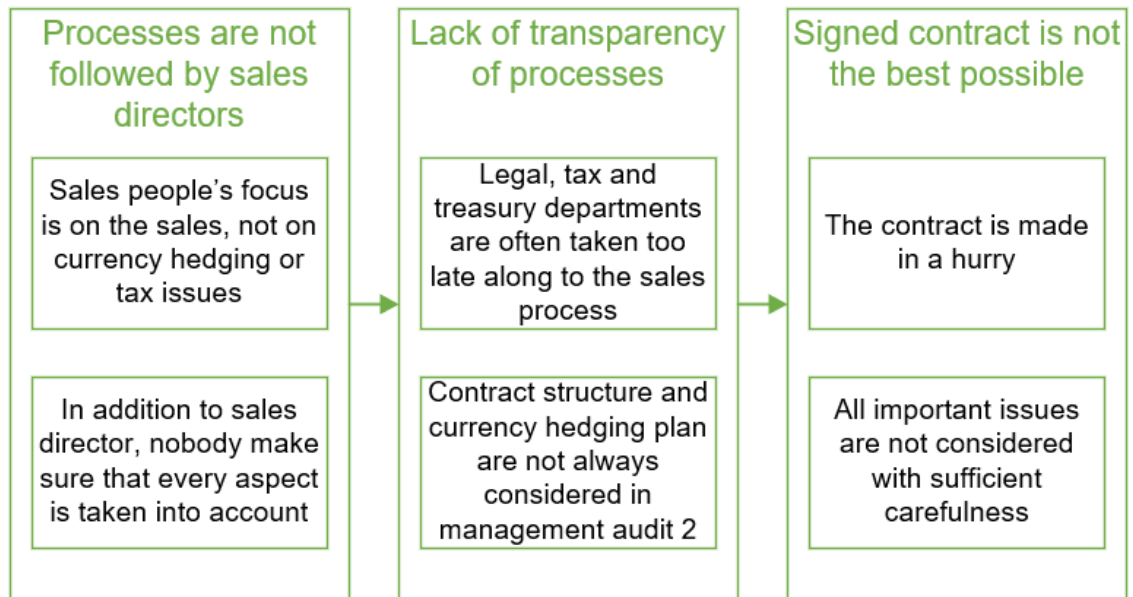 Processes are not
followed by sales
directors
Sales people’s focus
is on the sales, not on
currency hedging or
tax issues
In addition to sales
director, nobody make
sure that every aspect
is taken into account
Lack of transparency
of processes
Legal, tax and
treasury departments
are often taken too
late along to the sales
process
Contract structure and
currency hedging plan
are not always
considered in
management audit 2
Signed contract is not
the best possible
The contract is made
in a hurry
All important issues
are not considered
with sufficient
carefulness